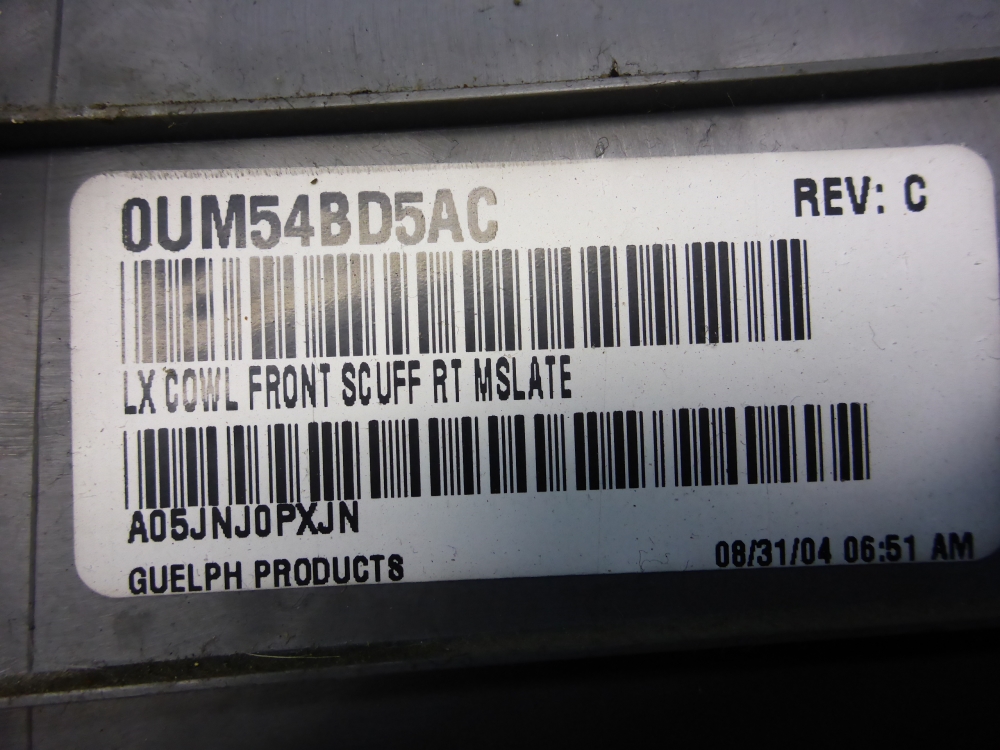 0UM54BD5AC REV: C
LX COWL FRONT SCUFF RT MSLATE
A05JNJ0PXJN
GUELPH PRODUCTS 08/31/04 06:51 AM